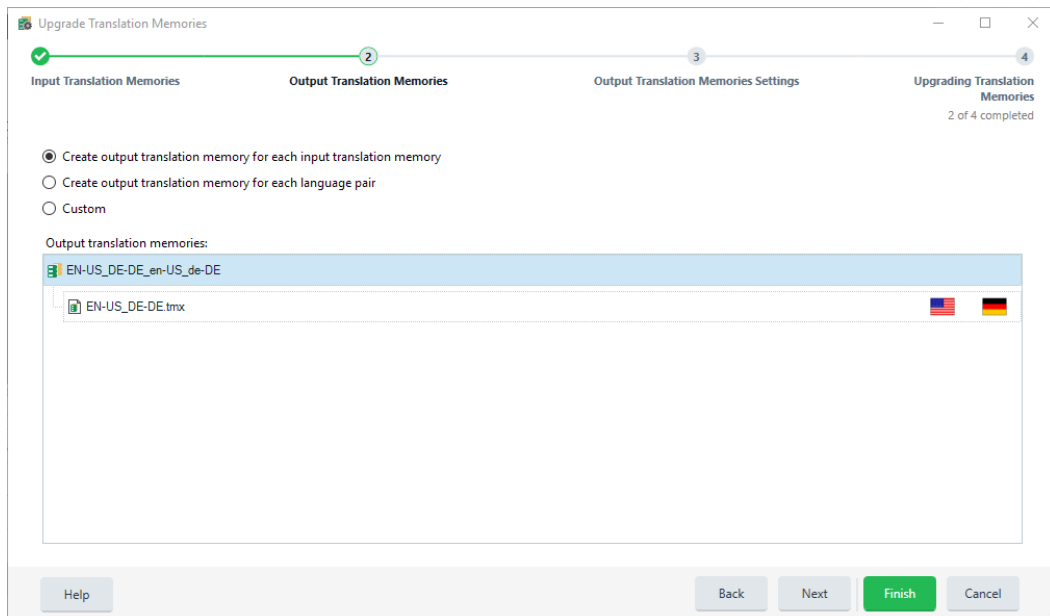 Upgrade Translation Memories
2
3
4
Input Translation Memories
Output Translation Memories
Output Translation Memories Settings
Upgrading Translation
Memories
2 of 4 completed
Create output translation memory for each input translation memory
Create output translation memory for each language pair
Custom
Output translation memories:
EN-US_DE-DE_en-US_de-DE
EN-US_DE-DE.tmx
Help
Back
Next
Finish
Cancel